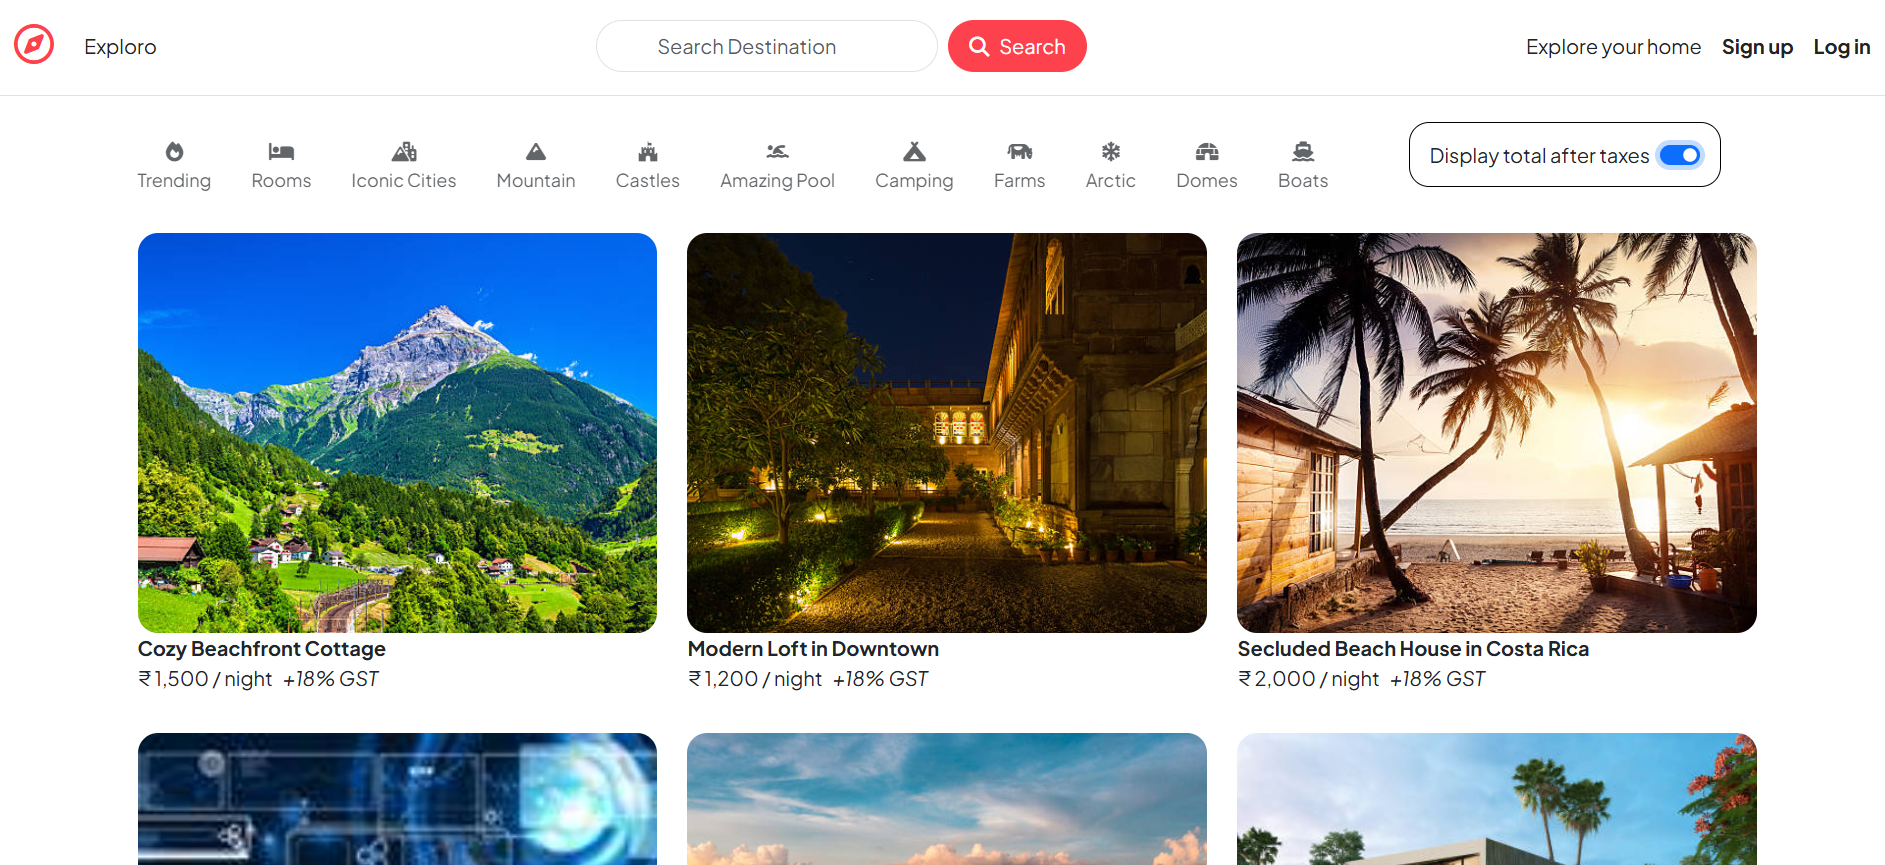 Exploro
Search Destination
Search
Explore your home
Sign up
Log in
Trending
Rooms
Iconic Cities
Mountain
Castles
Amazing Pool
Camping
Farms
Arctic
Domes
Boats
Display total after taxes
Cozy Beachfront Cottage
₹ 1,500 / night +18% GST
Modern Loft in Downtown
₹ 1,200 / night +18% GST
Secluded Beach House in Costa Rica
₹ 2,000 / night +18% GST